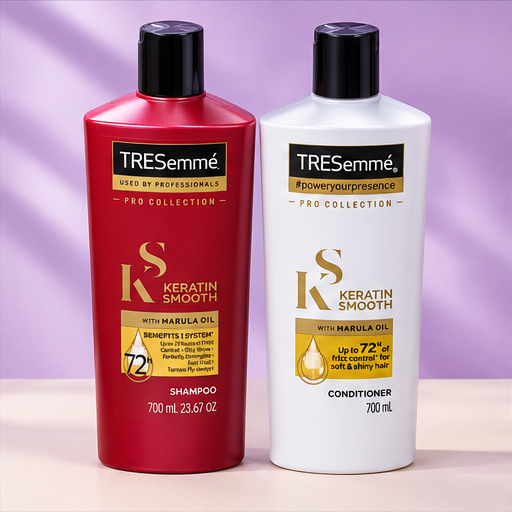 TRESemmé
USED BY PROFESSIONALS
PRO COLLECTION
KS
KERATIN
SMOOTH
WITH MARULA OIL
72
SHAMPOO
700 mL 23.67 OZ
TRESemmé
#poweryourpresence
PRO COLLECTION
KS
KERATIN
SMOOTH
WITH MARULA OIL
Up to 72H of
frizz control* for
soft & shiny hair
CONDITIONER
700 mL